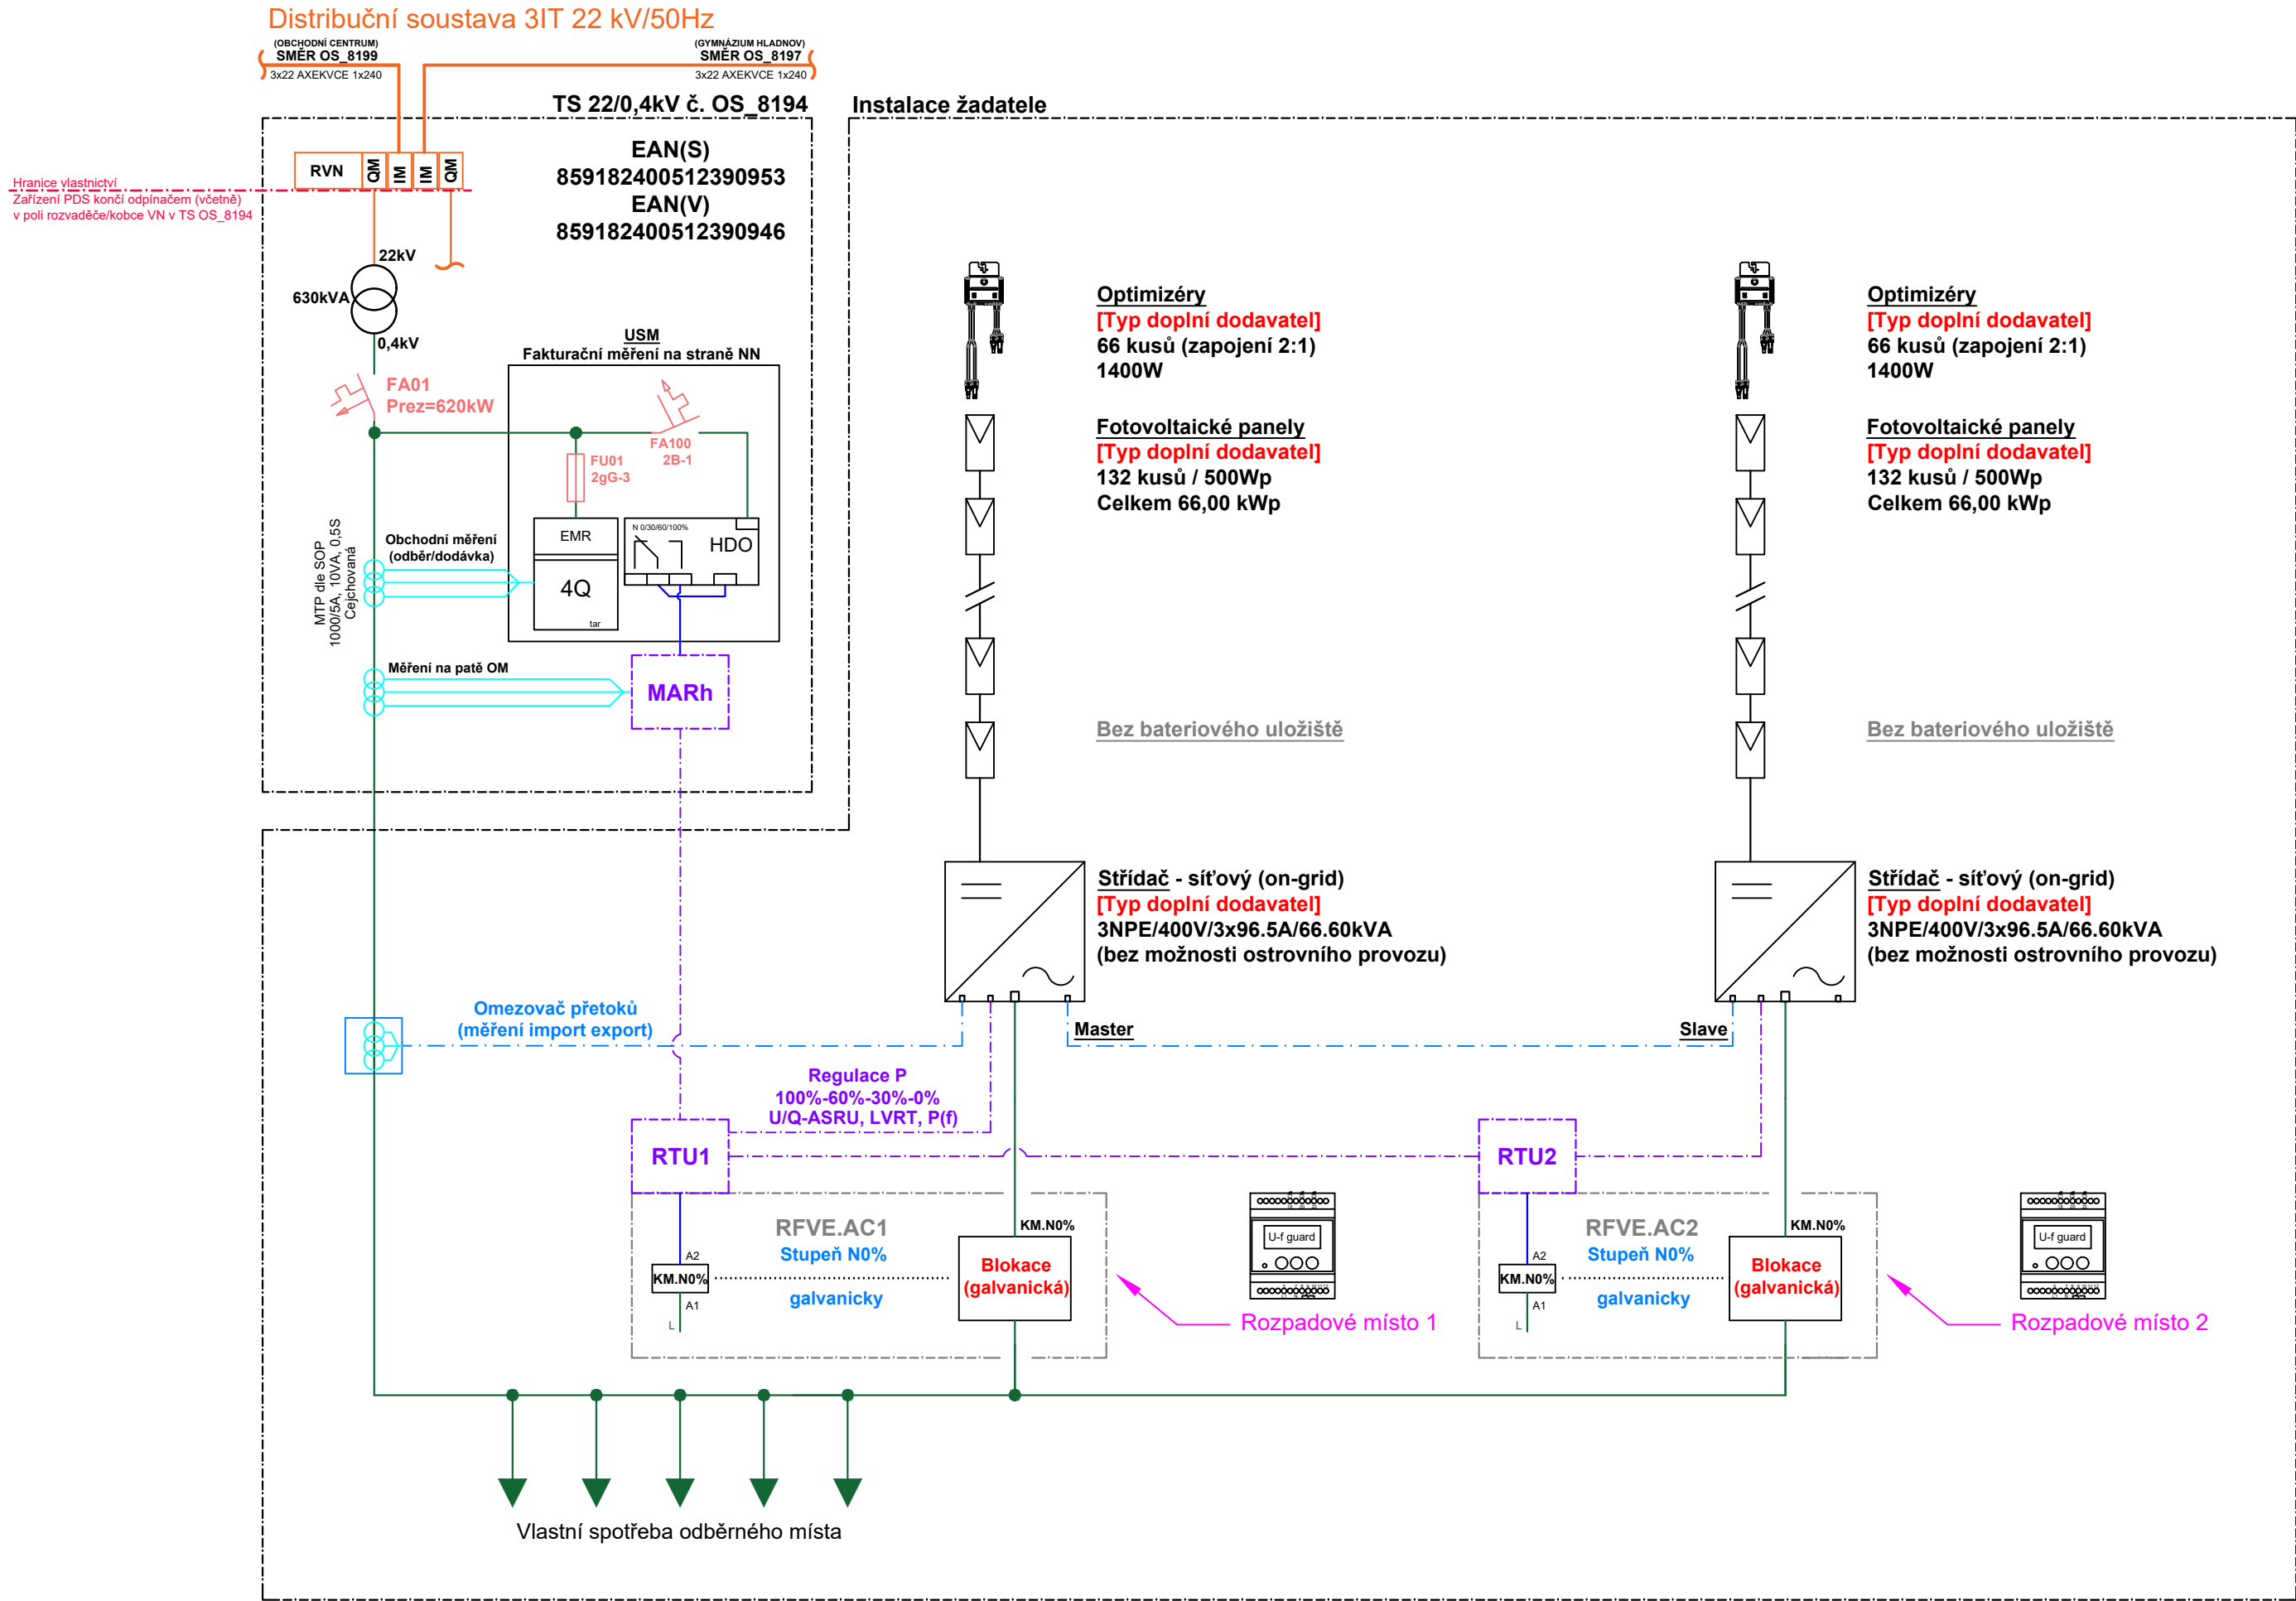 Distribuční soustava 3IT 22 kV/50Hz
(OBCHODNÍ CENTRUM)
SMĚR OS_8199
3x22 AXEKVCE 1x240
(GYMNÁZIUM HLADNOV)
SMĚR OS_8197
3x22 AXEKVCE 1x240
TS 22/0,4kV č. OS_8194
Instalace žadatele
RVN
QM
IM
IM
QM
EAN(S)
859182400512390953
EAN(V)
859182400512390946
Hranice vlastnictví
Zařízení PDS končí odpínačem (včetně)
v poli rozvaděče/kobce VN v TS OS_8194
22kV
630kVA
0,4kV
FA01
Prez=620kW
USM
Fakturační měření na straně NN
FA100
2B-1
FU01
2gG-3
EMR
4Q
tar
N 0/30/60/100%
HDO
Obchodní měření
(odběr/dodávka)
MTP dle SOP
1000/5A, 10VA, 0,5S
Cejchovaná
Měření na patě OM
MARh
Optimizéry
[Typ doplní dodavatel]
66 kusů (zapojení 2:1)
1400W
Fotovoltaické panely
[Typ doplní dodavatel]
132 kusů / 500Wp
Celkem 66,00 kWp
Bez bateriového uložiště
Střídač - síťový (on-grid)
[Typ doplní dodavatel]
3NPE/400V/3x96.5A/66.60kVA
(bez možnosti ostrovního provozu)
Optimizéry
[Typ doplní dodavatel]
66 kusů (zapojení 2:1)
1400W
Fotovoltaické panely
[Typ doplní dodavatel]
132 kusů / 500Wp
Celkem 66,00 kWp
Bez bateriového uložiště
Střídač - síťový (on-grid)
[Typ doplní dodavatel]
3NPE/400V/3x96.5A/66.60kVA
(bez možnosti ostrovního provozu)
Omezovač přetoků
(měření import export)
Master
Slave
Regulace P
100%-60%-30%-0%
U/Q-ASRU, LVRT, P(f)
RTU1
RTU2
RFVE.AC1
Stupeň N0%
galvanicky
A2
KM.N0%
A1
L
KM.N0%
Blokace
(galvanická)
U-f guard
Rozpadové místo 1
RFVE.AC2
Stupeň N0%
galvanicky
A2
KM.N0%
A1
L
KM.N0%
Blokace
(galvanická)
U-f guard
Rozpadové místo 2
Vlastní spotřeba odběrného místa